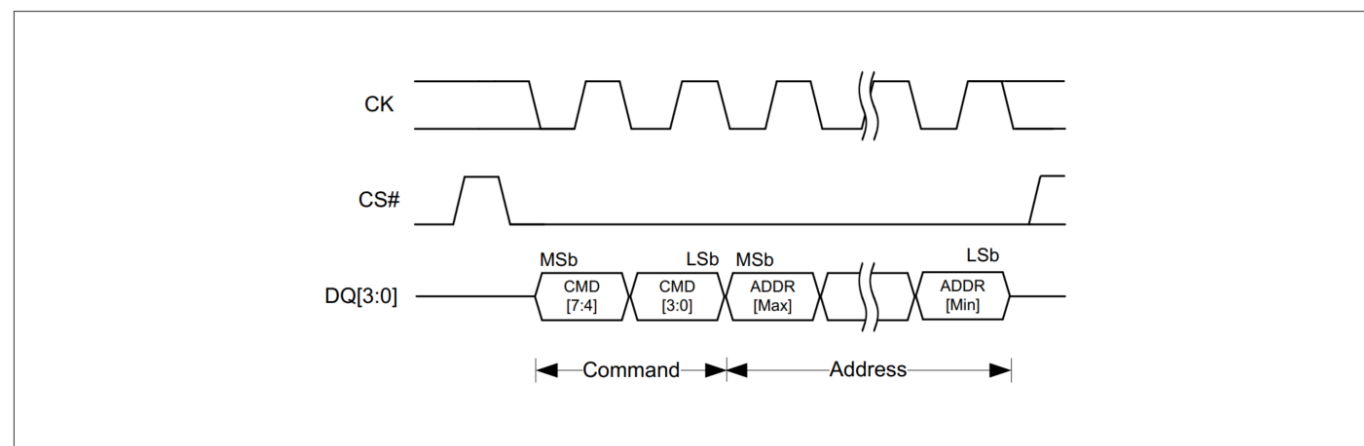 CK
CS#
MSb LSb MSb LSb
DQ[3:0]
CMD CMD ADDR ADDR
[7:4] [3:0] [Max] [Min]
Command Address